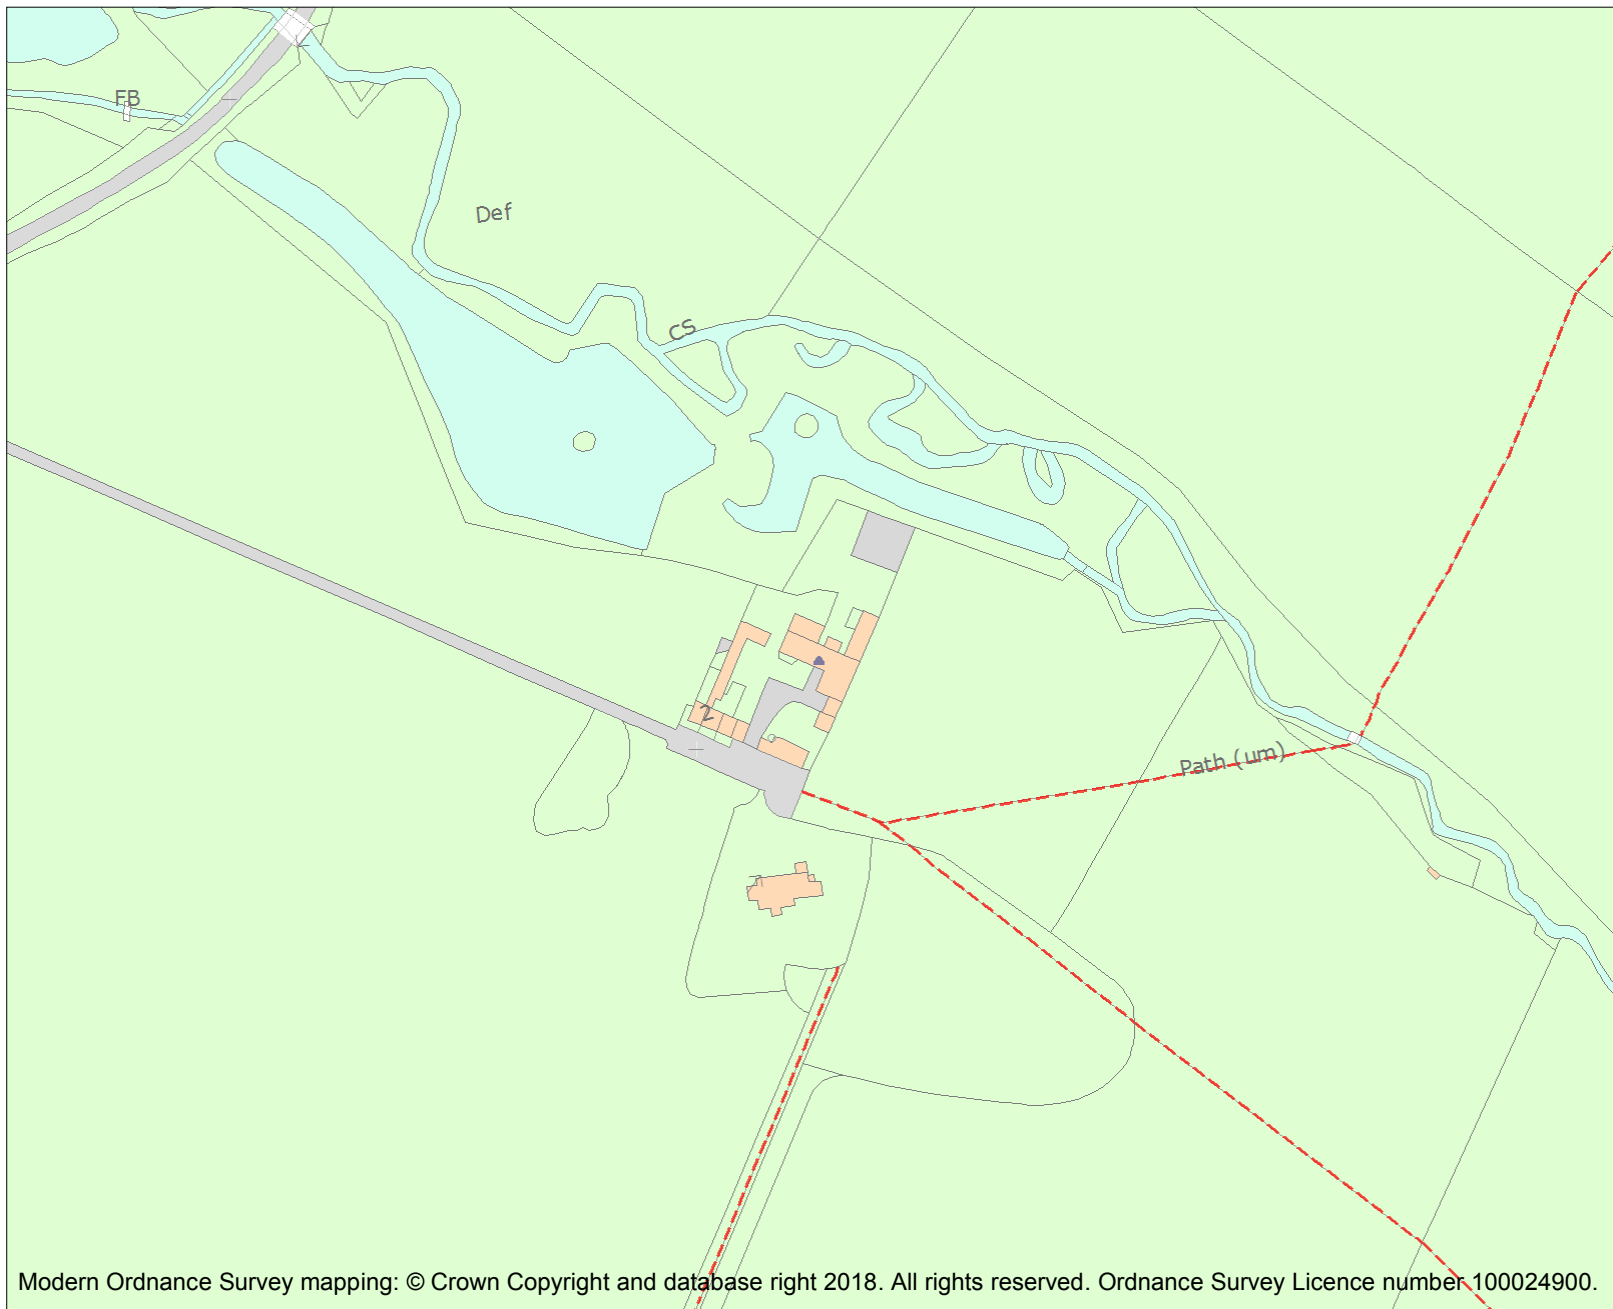 FB
Def
CS
2
Path (um)
Modern Ordnance Survey mapping: © Crown Copyright and database right 2018. All rights reserved. Ordnance Survey Licence number 100024900.